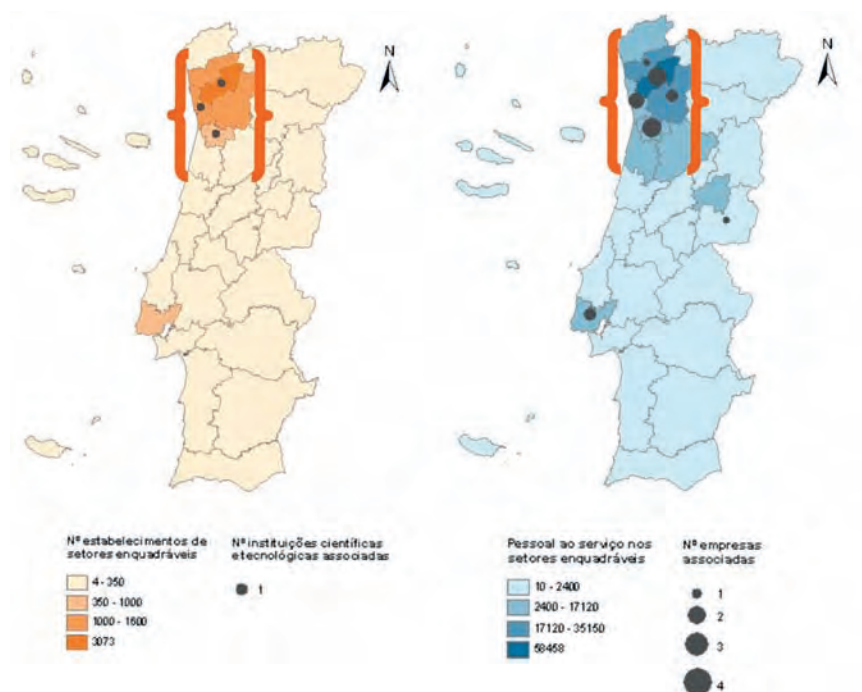 N
N
Nº estabelecimentos de
setores enquadráveis
4 - 350
350 - 1000
1000 - 1600
3073
Nº instituições científicas
e tecnológicas associadas
1
Pessoal ao serviço nos
setores enquadráveis
10 - 2400
2400 - 17120
17120 - 35150
58458
Nº empresas
associadas
1
2
3
4